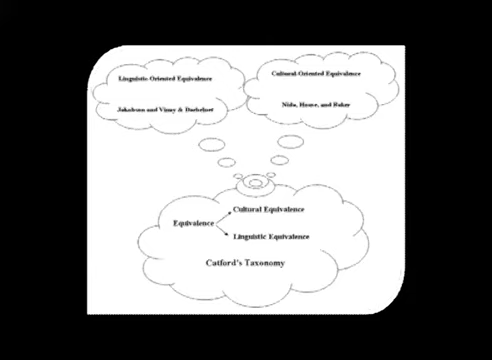 Linguistic-Oriented Equivalence
Jakobson and Vinay & Darbelnet
Cultural-Oriented Equivalence
Nida, House, and Baker
Cultural Equivalence
Equivalence
Linguistic Equivalence
Catford's Taxonomy